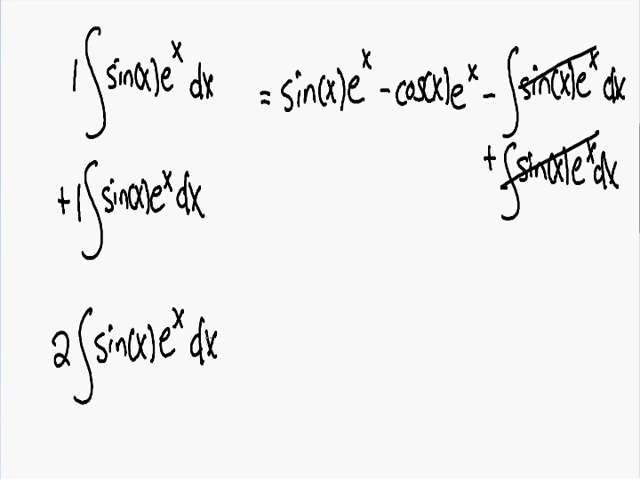 1∫sin(x)e^x dx = sin(x)e^x - cos(x)e^x - ∫sin(x)e^x dx
+1∫sin(x)e^x dx + ∫sin(x)e^x dx
2∫sin(x)e^x dx